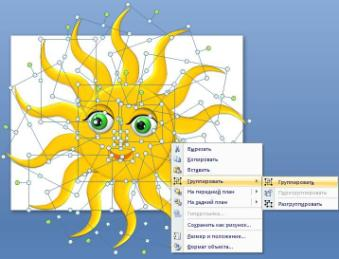 Вырезать
Копировать
Вставить
Группировать
Группировать
На передний план
Перегруппировать
На задний план
Разгруппировать
Гиперссылка...
Сохранить как рисунок...
Размер и положение...
Формат объекта...